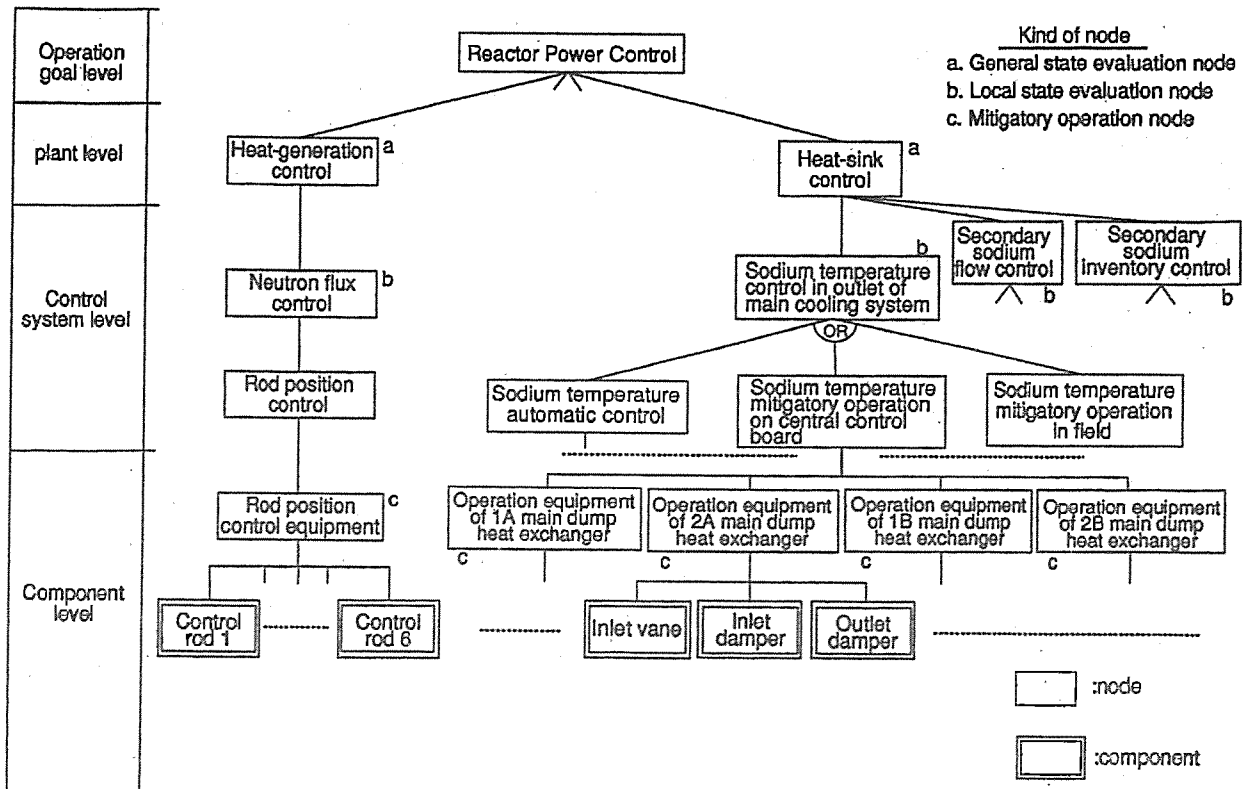 Operation
goal level
Reactor Power Control
Kind of node
a. General state evaluation node
b. Local state evaluation node
c. Mitigatory operation node
plant level
Heat-generation
control
a
Heat-sink
control
a
Control
system level
Neutron flux
control
b
Sodium temperature
control in outlet of
main cooling system
b
Secondary
sodium
flow control
b
Secondary
sodium
inventory control
b
OR
Rod position
control
Sodium temperature
automatic control
Sodium temperature
mitigatory operation
on central control
board
Sodium temperature
mitigatory operation
in field
Component
level
Rod position
control equipment
c
Operation equipment
of 1A main dump
heat exchanger
c
Operation equipment
of 2A main dump
heat exchanger
c
Operation equipment
of 1B main dump
heat exchanger
c
Operation equipment
of 2B main dump
heat exchanger
c
Control
rod 1
Control
rod 6
Inlet vane
Inlet
damper
Outlet
damper
:node
:component